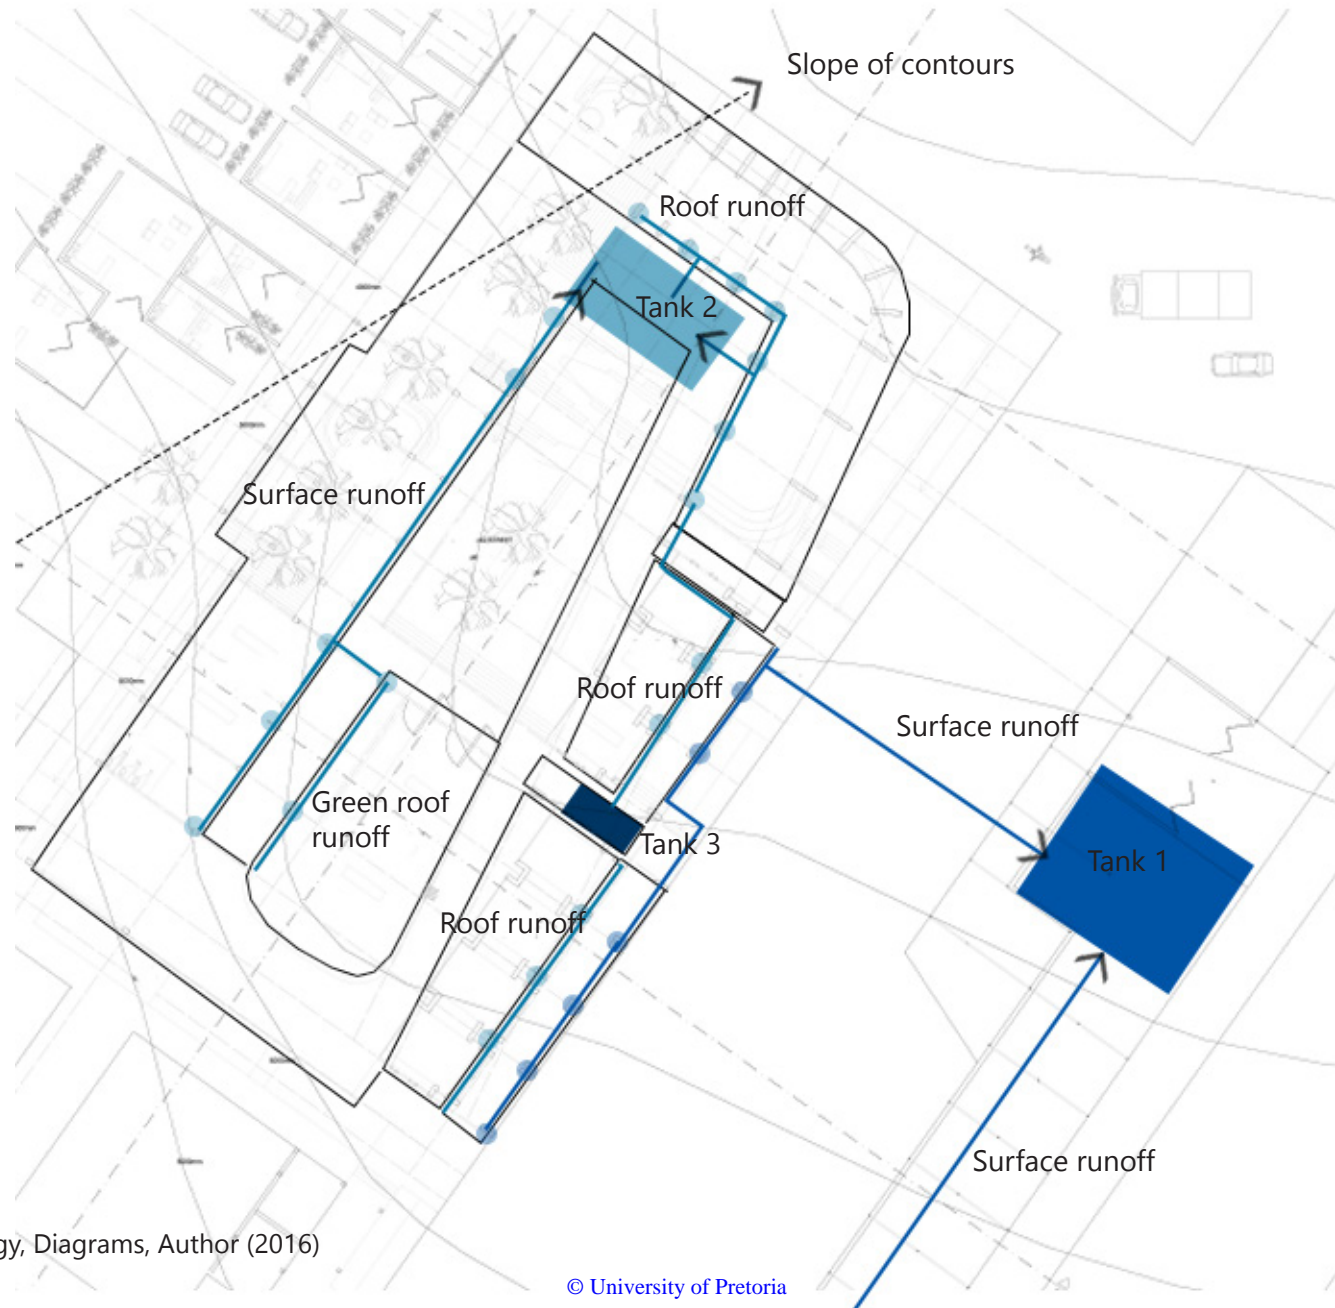 Slope of contours
Roof runoff
Tank 2
Surface runoff
Roof runoff
Surface runoff
Green roof
runoff
Tank 3
Tank 1
Roof runoff
Surface runoff
gy, Diagrams, Author (2016)
© University of Pretoria